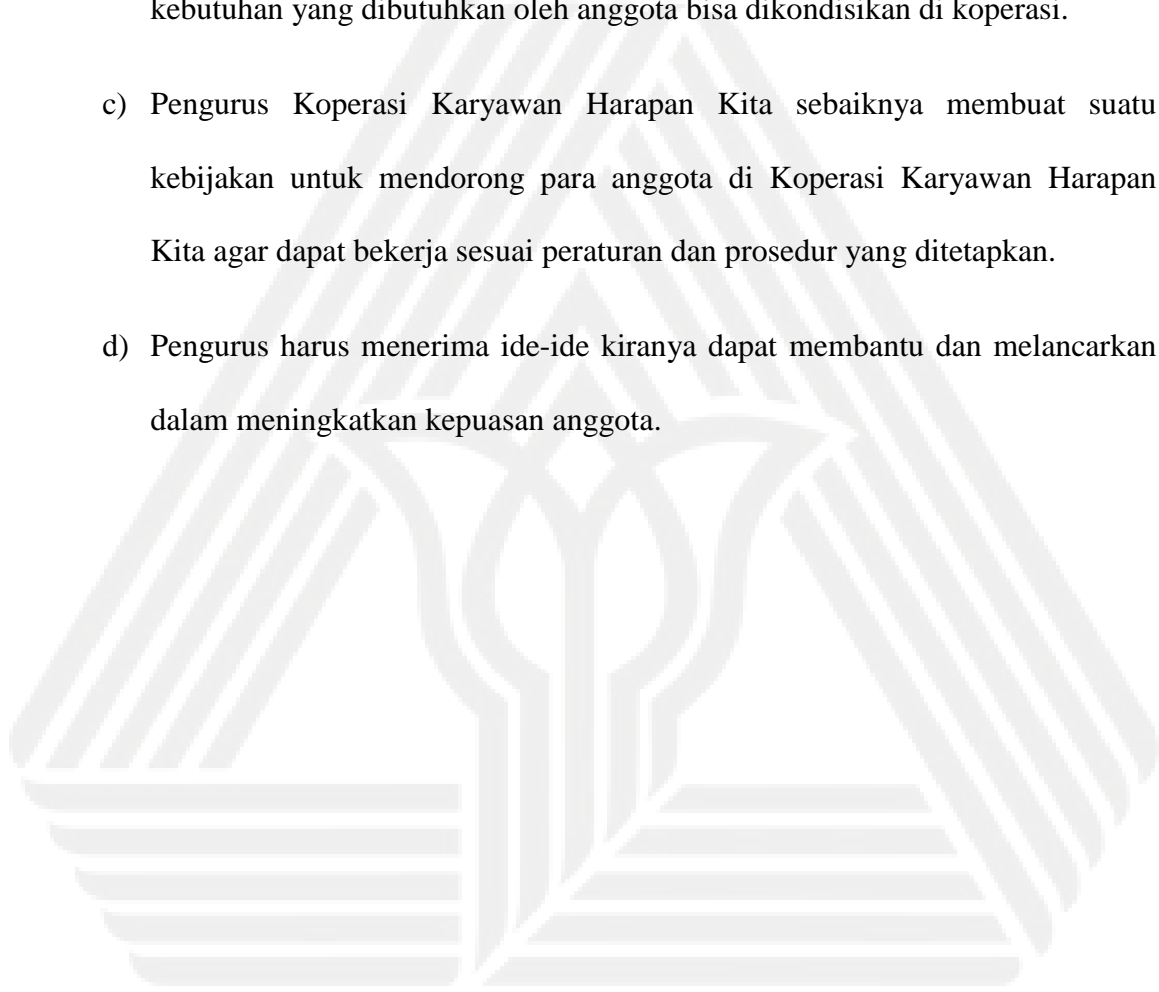 kebutuhan yang dibutuhkan oleh anggota bisa dikondisikan di koperasi.
c) Pengurus Koperasi Karyawan Harapan Kita sebaiknya membuat suatu
kebijakan untuk mendorong para anggota di Koperasi Karyawan Harapan
Kita agar dapat bekerja sesuai peraturan dan prosedur yang ditetapkan.
d) Pengurus harus menerima ide-ide kiranya dapat membantu dan melancarkan
dalam meningkatkan kepuasan anggota.